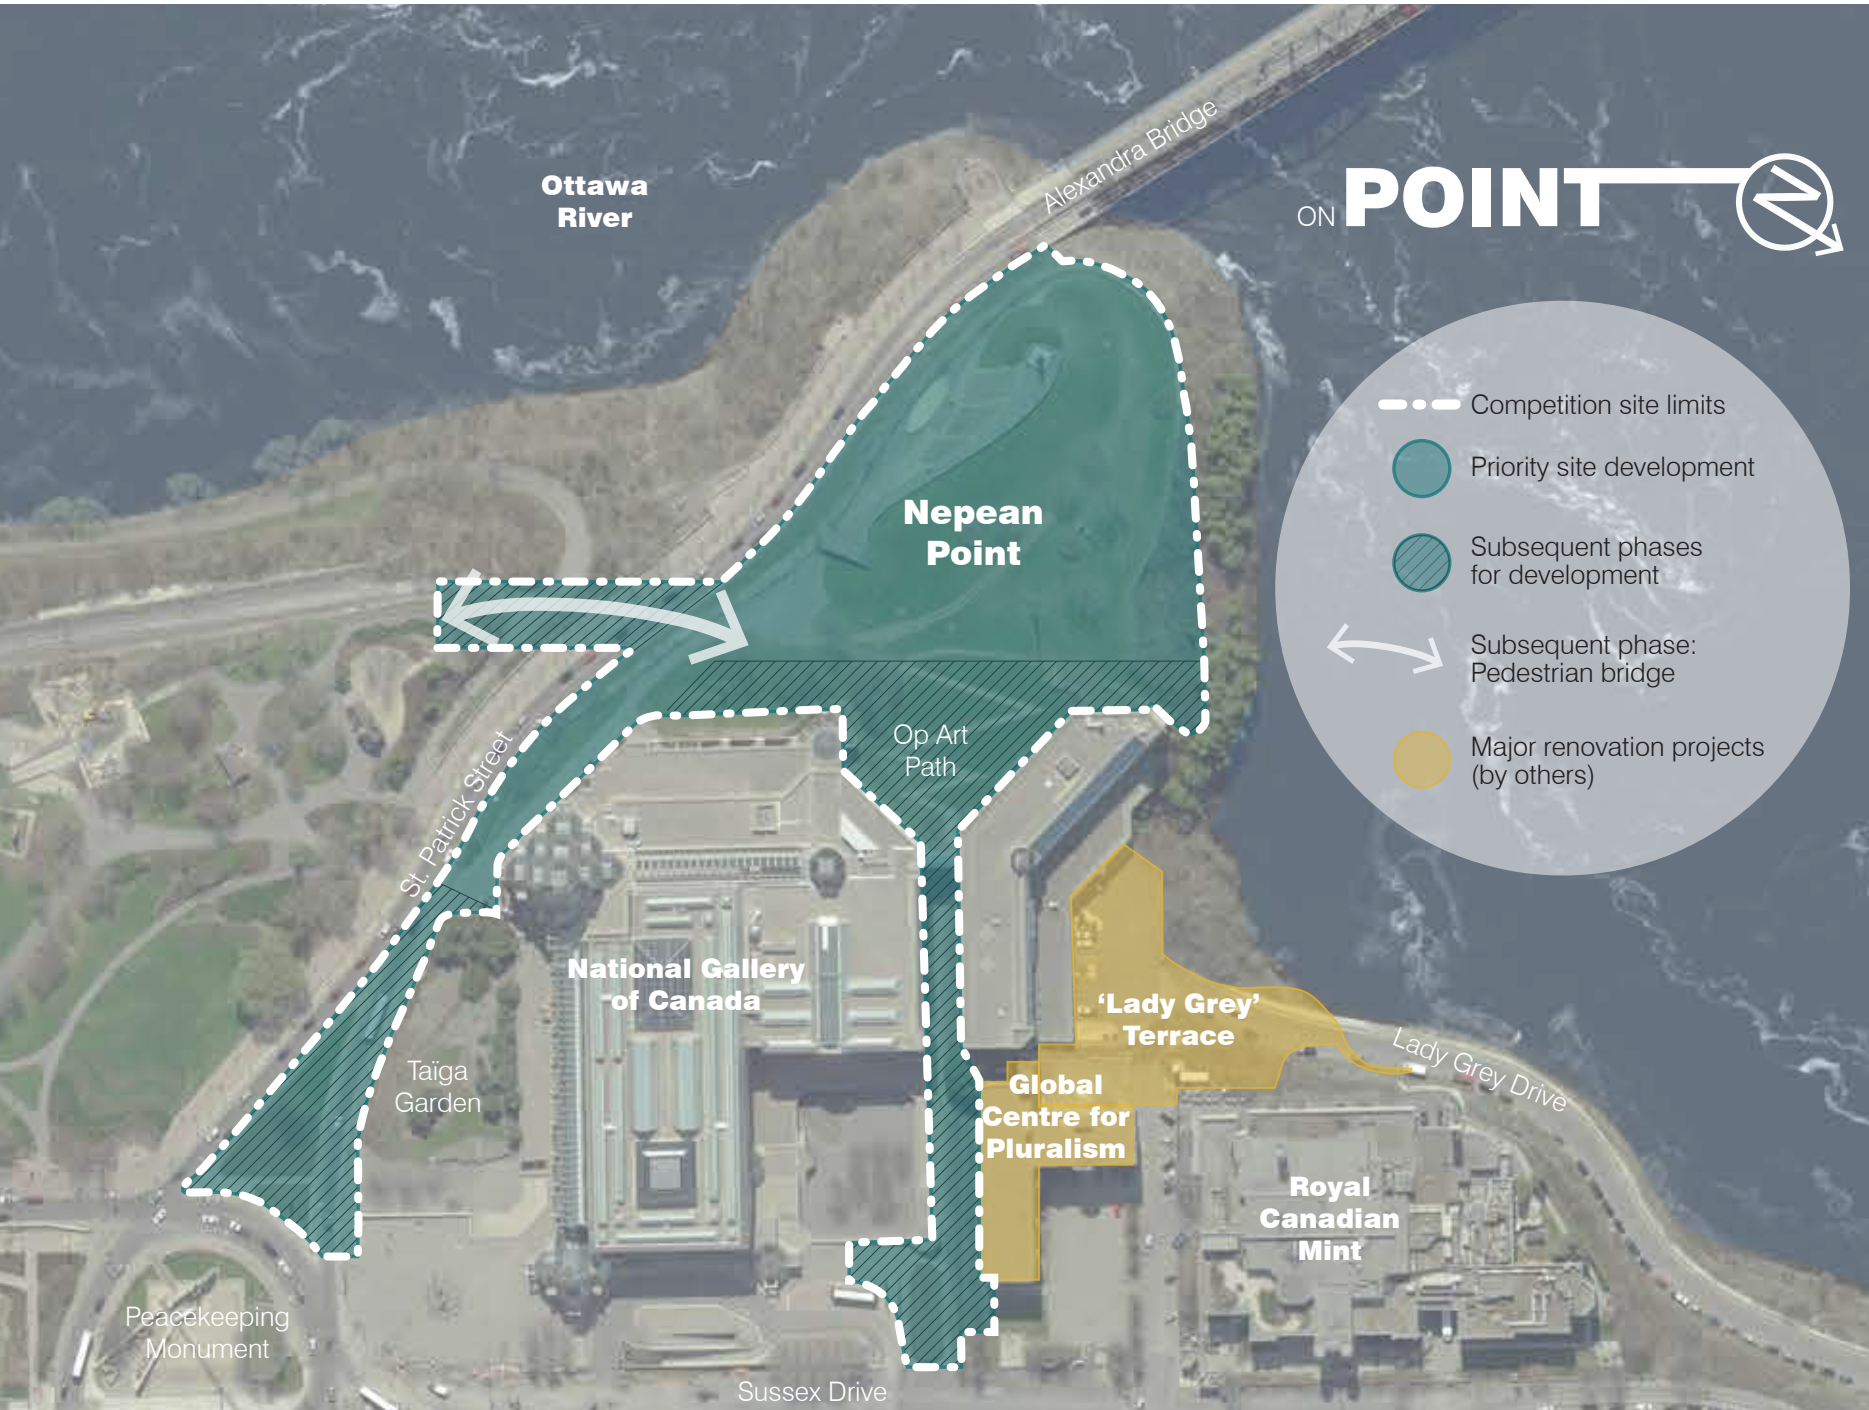 Ottawa
River
Alexandra Bridge
ON POINT
N
Competition site limits
Priority site development
Subsequent phases
for development
Subsequent phase:
Pedestrian bridge
Major renovation projects
(by others)
Nepean
Point
Op Art
Path
St. Patrick Street
National Gallery
of Canada
'Lady Grey'
Terrace
Lady Grey Drive
Taïga
Garden
Global
Centre for
Pluralism
Royal
Canadian
Mint
Peacekeeping
Monument
Sussex Drive